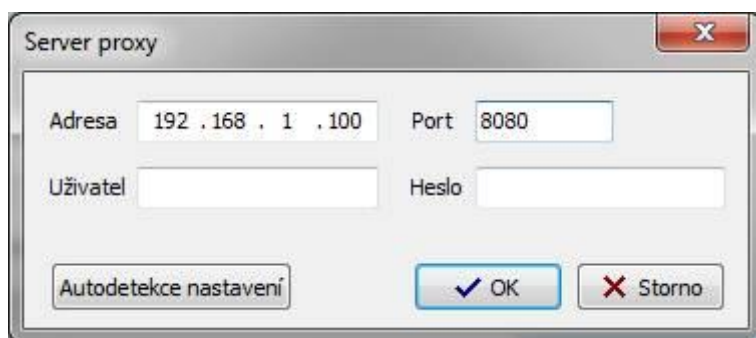 Server proxy
Adresa 192 . 168 . 1 . 100 Port 8080
Uživatel Heslo
Autodetekce nastavení OK Storno